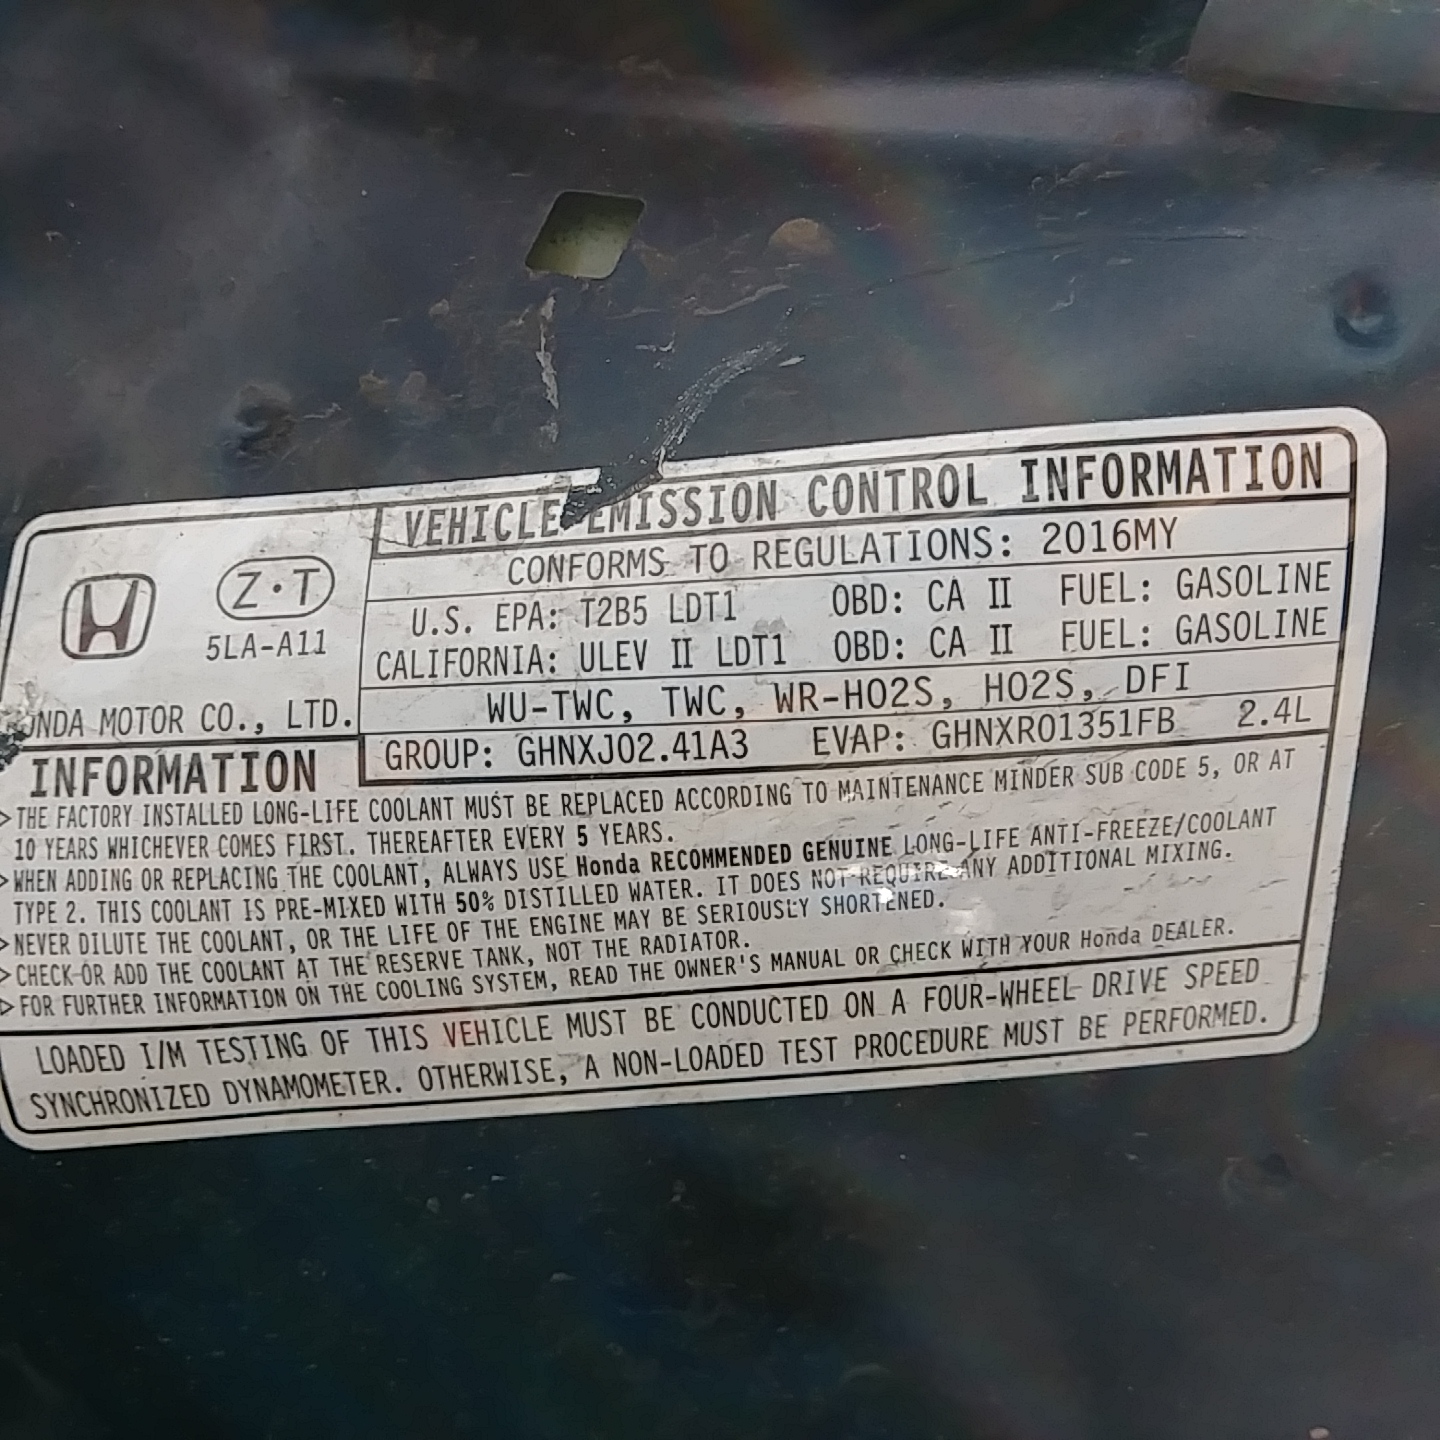 VEHICLE EMISSION CONTROL INFORMATION
CONFORMS TO REGULATIONS: 2016MY
Z·T
5LA-A11
U.S. EPA: T2B5 LDT1 OBD: CA II FUEL: GASOLINE
CALIFORNIA: ULEV II LDT1 OBD: CA II FUEL: GASOLINE
WU-TWC, TWC, WR-HO2S, HO2S, DFI
HONDA MOTOR CO., LTD.
GROUP: GHNXJ02.41A3 EVAP: GHNXR01351FB 2.4L
INFORMATION
>THE FACTORY INSTALLED LONG-LIFE COOLANT MUST BE REPLACED ACCORDING TO MAINTENANCE MINDER SUB CODE 5, OR AT
10 YEARS WHICHEVER COMES FIRST. THEREAFTER EVERY 5 YEARS.
>WHEN ADDING OR REPLACING THE COOLANT, ALWAYS USE Honda RECOMMENDED GENUINE LONG-LIFE ANTI-FREEZE/COOLANT
TYPE 2. THIS COOLANT IS PRE-MIXED WITH 50% DISTILLED WATER. IT DOES NOT REQUIRE ANY ADDITIONAL MIXING.
>NEVER DILUTE THE COOLANT, OR THE LIFE OF THE ENGINE MAY BE SERIOUSLY SHORTENED.
>CHECK OR ADD THE COOLANT AT THE RESERVE TANK, NOT THE RADIATOR.
>FOR FURTHER INFORMATION ON THE COOLING SYSTEM, READ THE OWNER'S MANUAL OR CHECK WITH YOUR Honda DEALER.
LOADED I/M TESTING OF THIS VEHICLE MUST BE CONDUCTED ON A FOUR-WHEEL DRIVE SPEED
SYNCHRONIZED DYNAMOMETER. OTHERWISE, A NON-LOADED TEST PROCEDURE MUST BE PERFORMED.